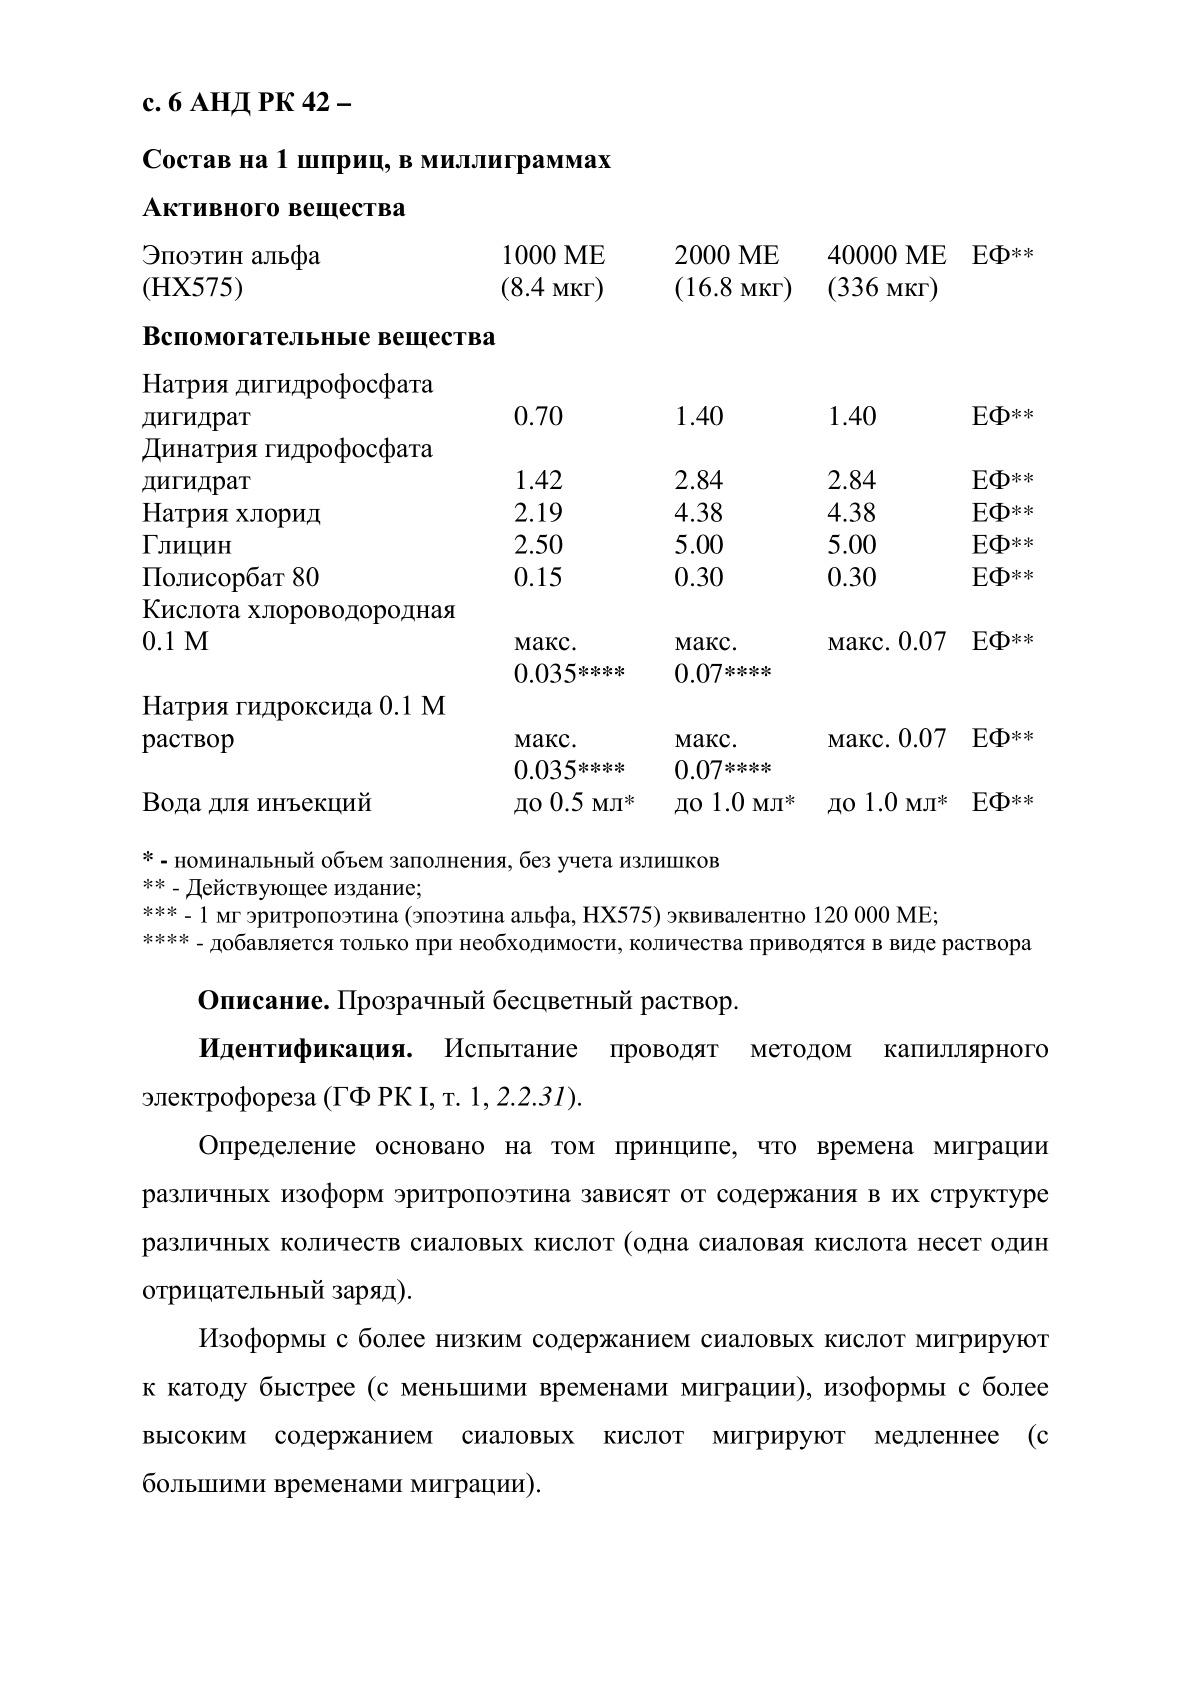 с. 6 АНД РК 42 –
Состав на 1 шприц, в миллиграммах
Активного вещества
Эпоэтин альфа 1000 МЕ 2000 МЕ 40000 МЕ ЕФ**
(HX575) (8.4 мкг) (16.8 мкг) (336 мкг)
Вспомогательные вещества
Натрия дигидрофосфата
дигидрат 0.70 1.40 1.40 ЕФ**
Динатрия гидрофосфата
дигидрат 1.42 2.84 2.84 ЕФ**
Натрия хлорид 2.19 4.38 4.38 ЕФ**
Глицин 2.50 5.00 5.00 ЕФ**
Полисорбат 80 0.15 0.30 0.30 ЕФ**
Кислота хлороводородная
0.1 М макс. макс. макс. 0.07 ЕФ**
0.035**** 0.07****
Натрия гидроксида 0.1 М
раствор макс. макс. макс. 0.07 ЕФ**
0.035**** 0.07****
Вода для инъекций до 0.5 мл* до 1.0 мл* до 1.0 мл* ЕФ**
* - номинальный объем заполнения, без учета излишков
** - Действующее издание;
*** - 1 мг эритропоэтина (эпоэтина альфа, HX575) эквивалентно 120 000 МЕ;
**** - добавляется только при необходимости, количества приводятся в виде раствора
Описание. Прозрачный бесцветный раствор.
Идентификация. Испытание проводят методом капиллярного
электрофореза (ГФ РК I, т. 1, 2.2.31).
Определение основано на том принципе, что времена миграции
различных изоформ эритропоэтина зависят от содержания в их структуре
различных количеств сиаловых кислот (одна сиаловая кислота несет один
отрицательный заряд).
Изоформы с более низким содержанием сиаловых кислот мигрируют
к катоду быстрее (с меньшими временами миграции), изоформы с более
высоким содержанием сиаловых кислот мигрируют медленнее (с
большими временами миграции).